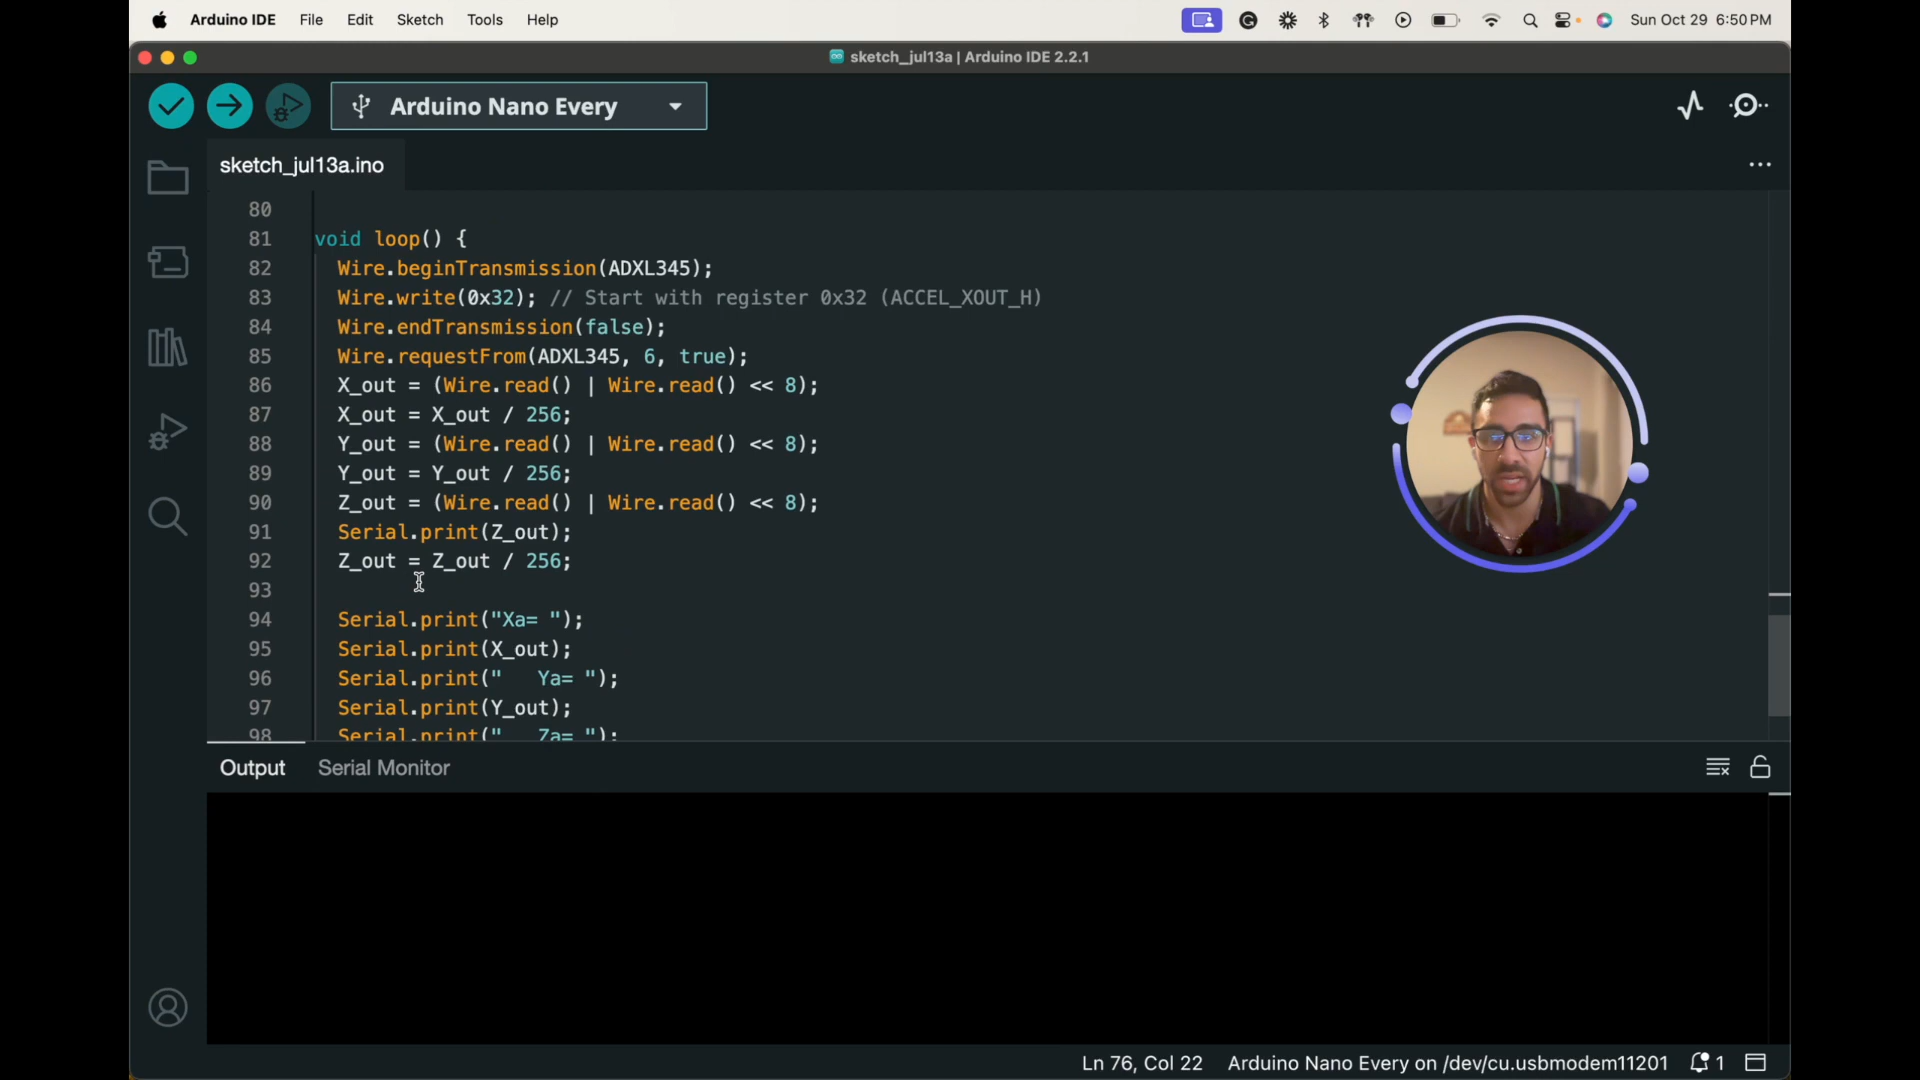 Arduino IDE File Edit Sketch Tools Help Sun Oct 29 6:50 PM
sketch_jul13a | Arduino IDE 2.2.1
Arduino Nano Every
sketch_jul13a.ino
80
81 void loop() {
82 Wire.beginTransmission(ADXL345);
83 Wire.write(0x32); // Start with register 0x32 (ACCEL_XOUT_H)
84 Wire.endTransmission(false);
85 Wire.requestFrom(ADXL345, 6, true);
86 X_out = (Wire.read() | Wire.read() << 8);
87 X_out = X_out / 256;
88 Y_out = (Wire.read() | Wire.read() << 8);
89 Y_out = Y_out / 256;
90 Z_out = (Wire.read() | Wire.read() << 8);
91 Serial.print(Z_out);
92 Z_out = Z_out / 256;
93
94 Serial.print("Xa= ");
95 Serial.print(X_out);
96 Serial.print("   Ya= ");
97 Serial.print(Y_out);
98 Serial.print("   Za= ");
Output Serial Monitor
Ln 76, Col 22 Arduino Nano Every on /dev/cu.usbmodem11201 1